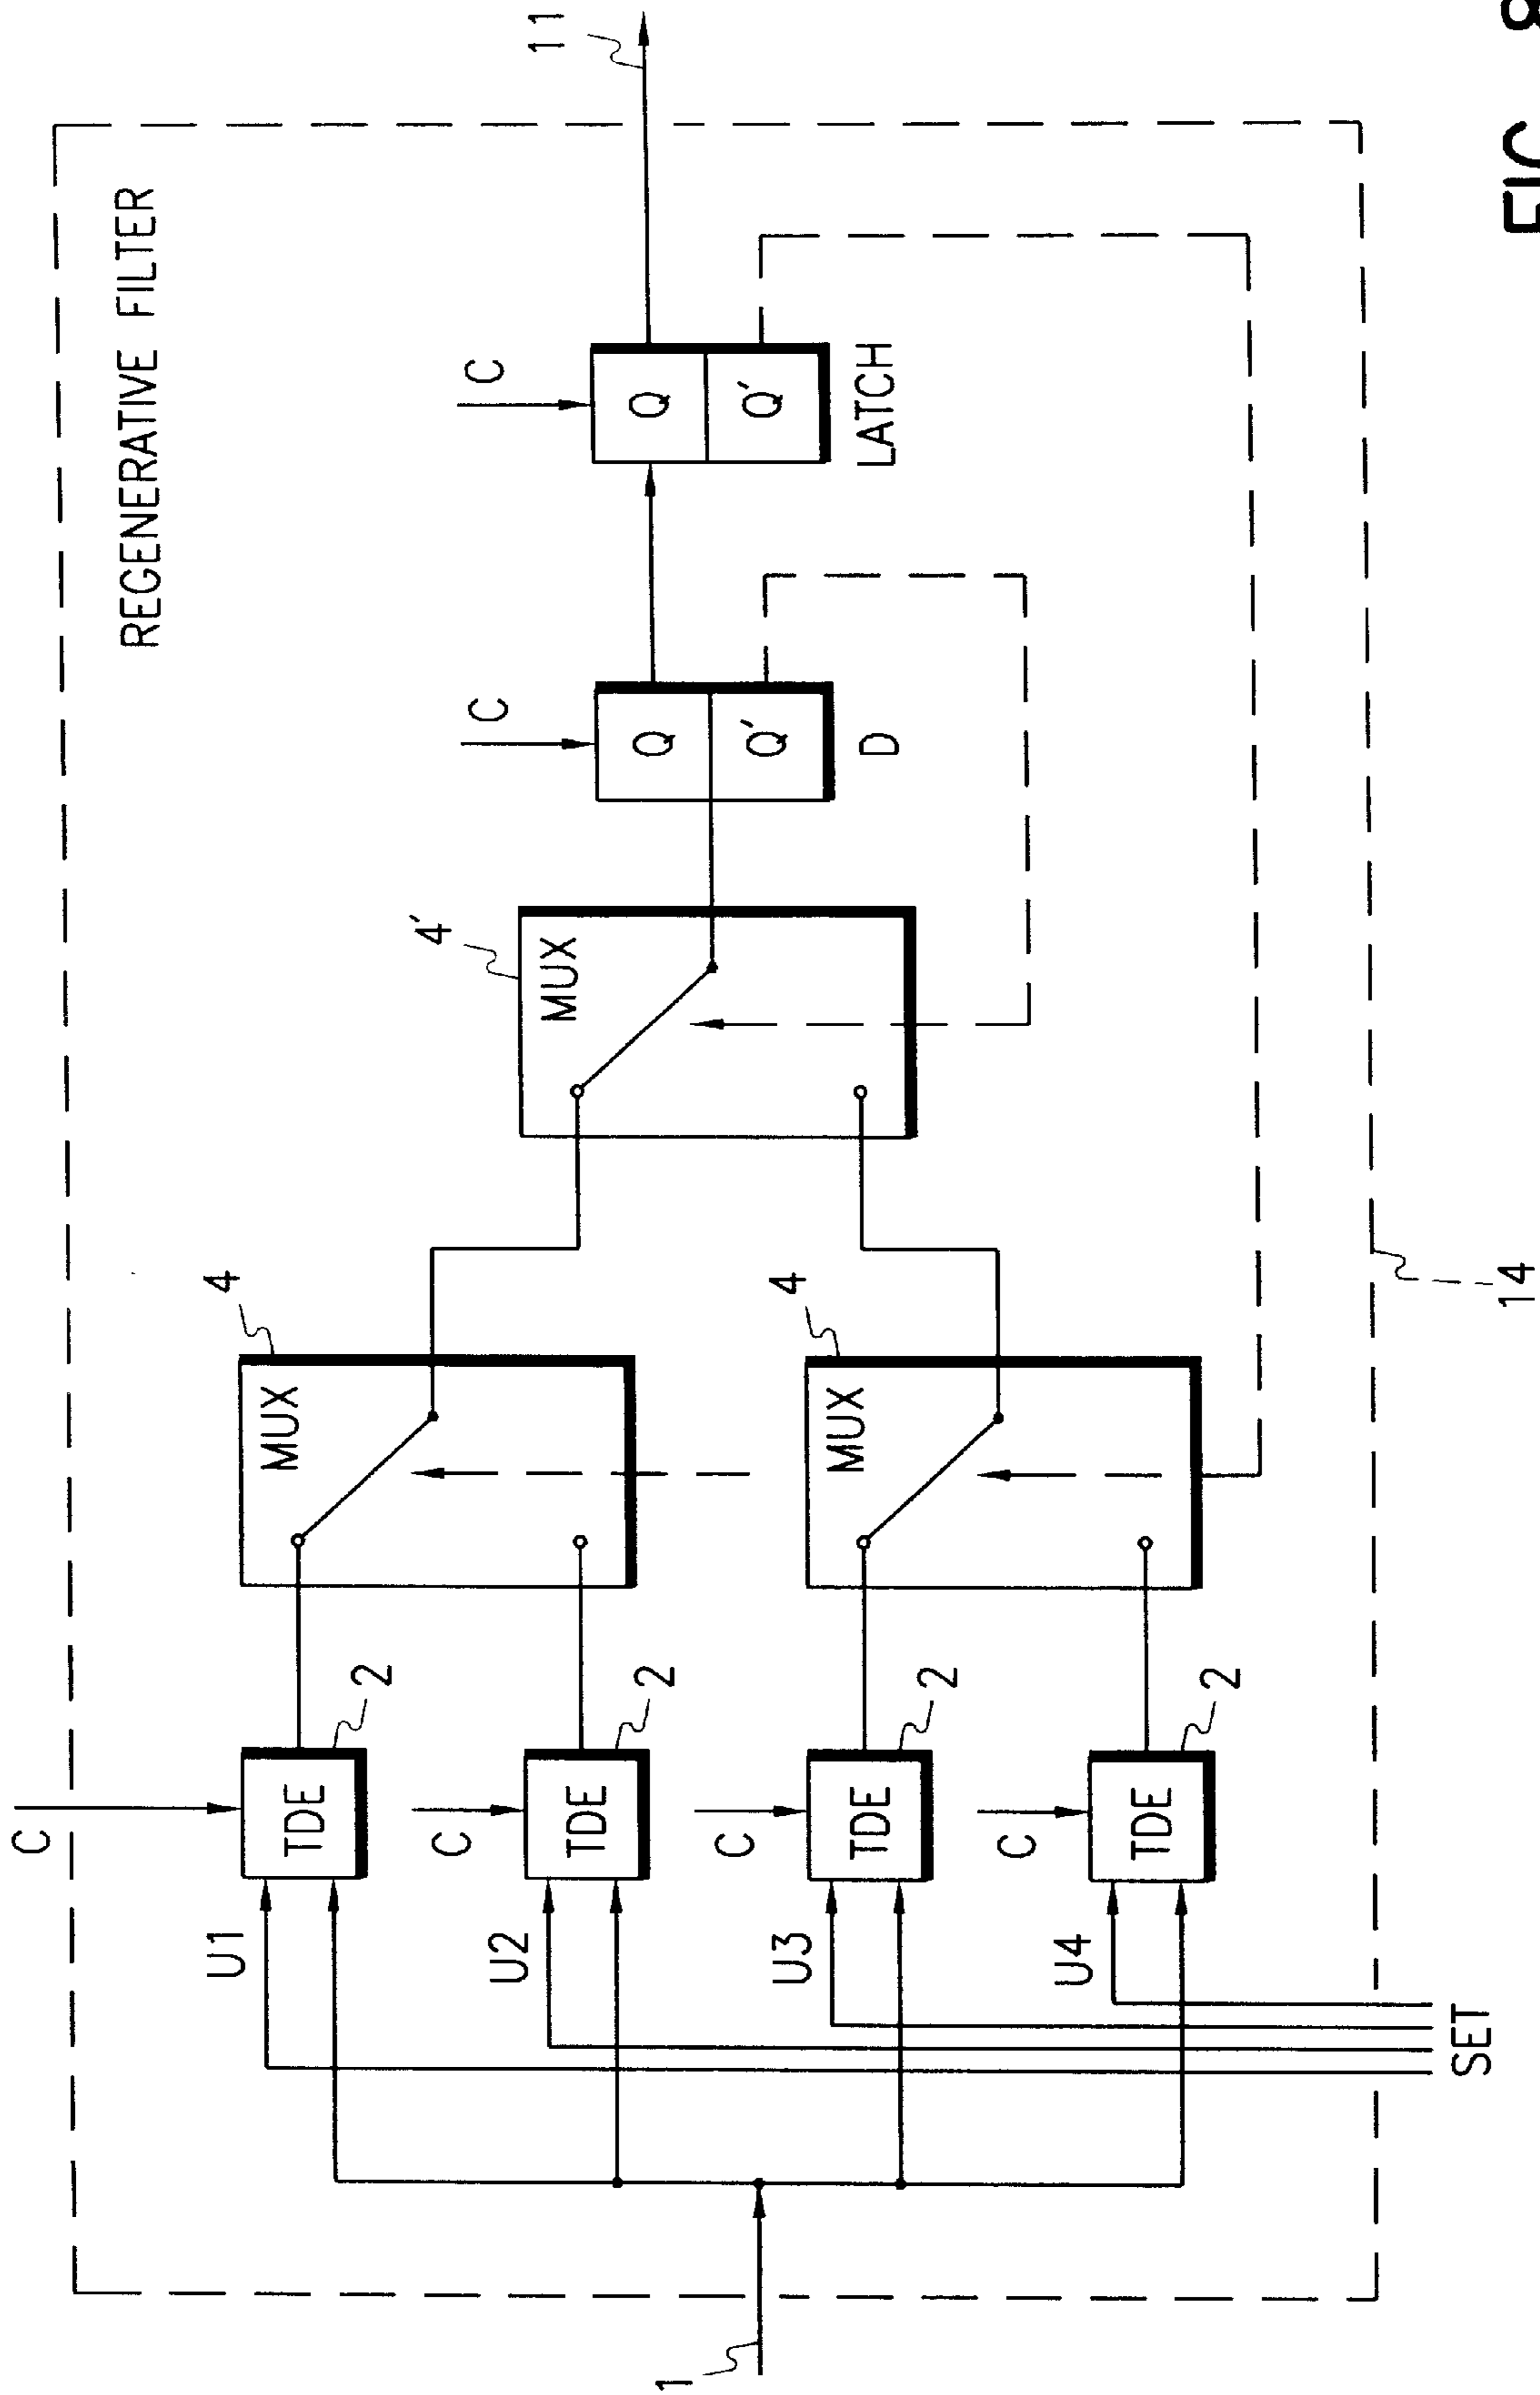 REGENERATIVE FILTER
C
U1
TDE
2
MUX
4
C
U2
TDE
2
C
U3
TDE
2
MUX
4
C
U4
TDE
2
MUX
4'
C
Q
Q'
D
C
Q
Q'
LATCH
11
1
SET
14